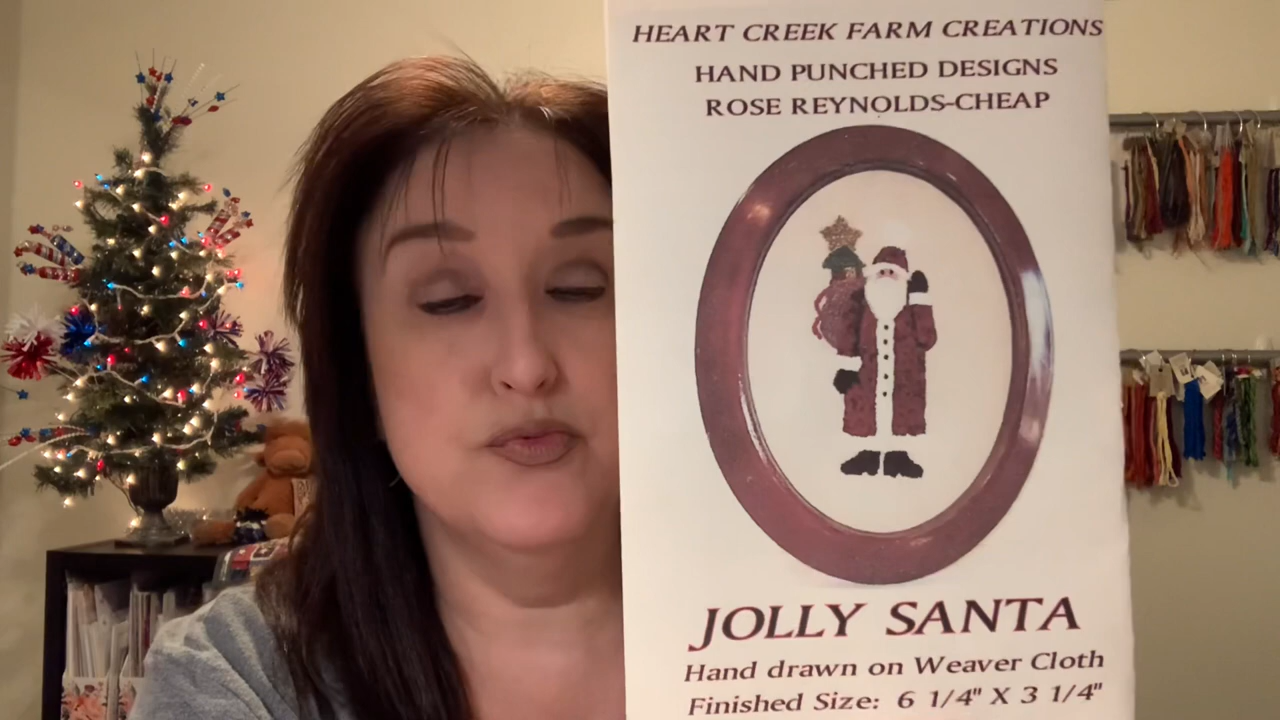 HEART CREEK FARM CREATIONS
HAND PUNCHED DESIGNS
ROSE REYNOLDS-CHEAP
JOLLY SANTA
Hand drawn on Weaver Cloth
Finished Size: 6 1/4" X 3 1/4"